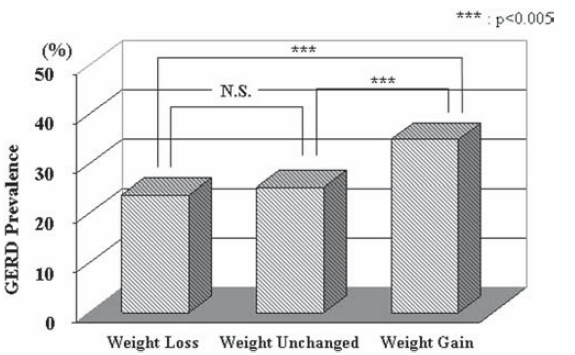 *** : p<0.005
(%)
***
50
N.S.
***
40
30
20
10
0
GERD Prevalence
Weight Loss Weight Unchanged Weight Gain